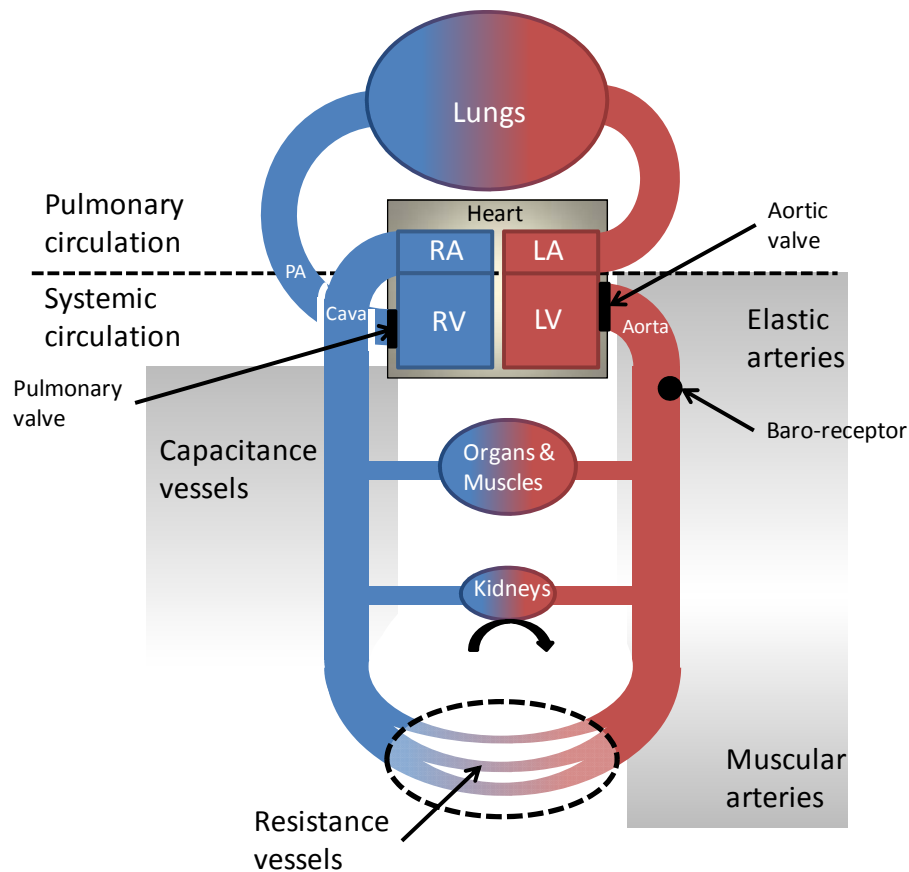 Lungs
Pulmonary
circulation
Heart
Aortic
valve
RA
LA
PA
Systemic
circulation
Cava
RV
LV
Aorta
Elastic
arteries
Pulmonary
valve
Baro-receptor
Capacitance
vessels
Organs &
Muscles
Kidneys
Muscular
arteries
Resistance
vessels